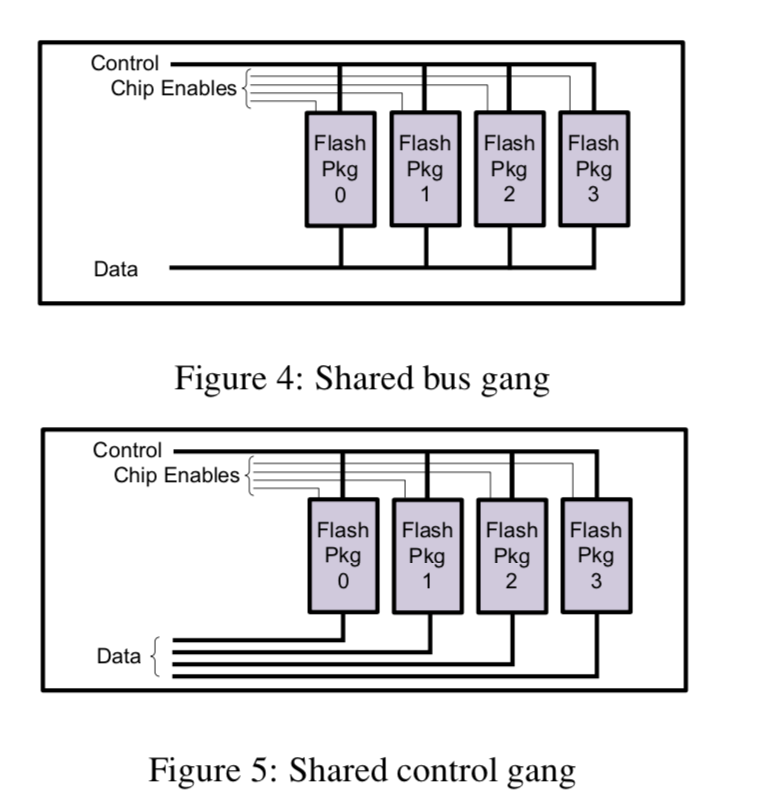 Control
Chip Enables
Flash Pkg 0
Flash Pkg 1
Flash Pkg 2
Flash Pkg 3
Data
Figure 4: Shared bus gang
Control
Chip Enables
Flash Pkg 0
Flash Pkg 1
Flash Pkg 2
Flash Pkg 3
Data
Figure 5: Shared control gang